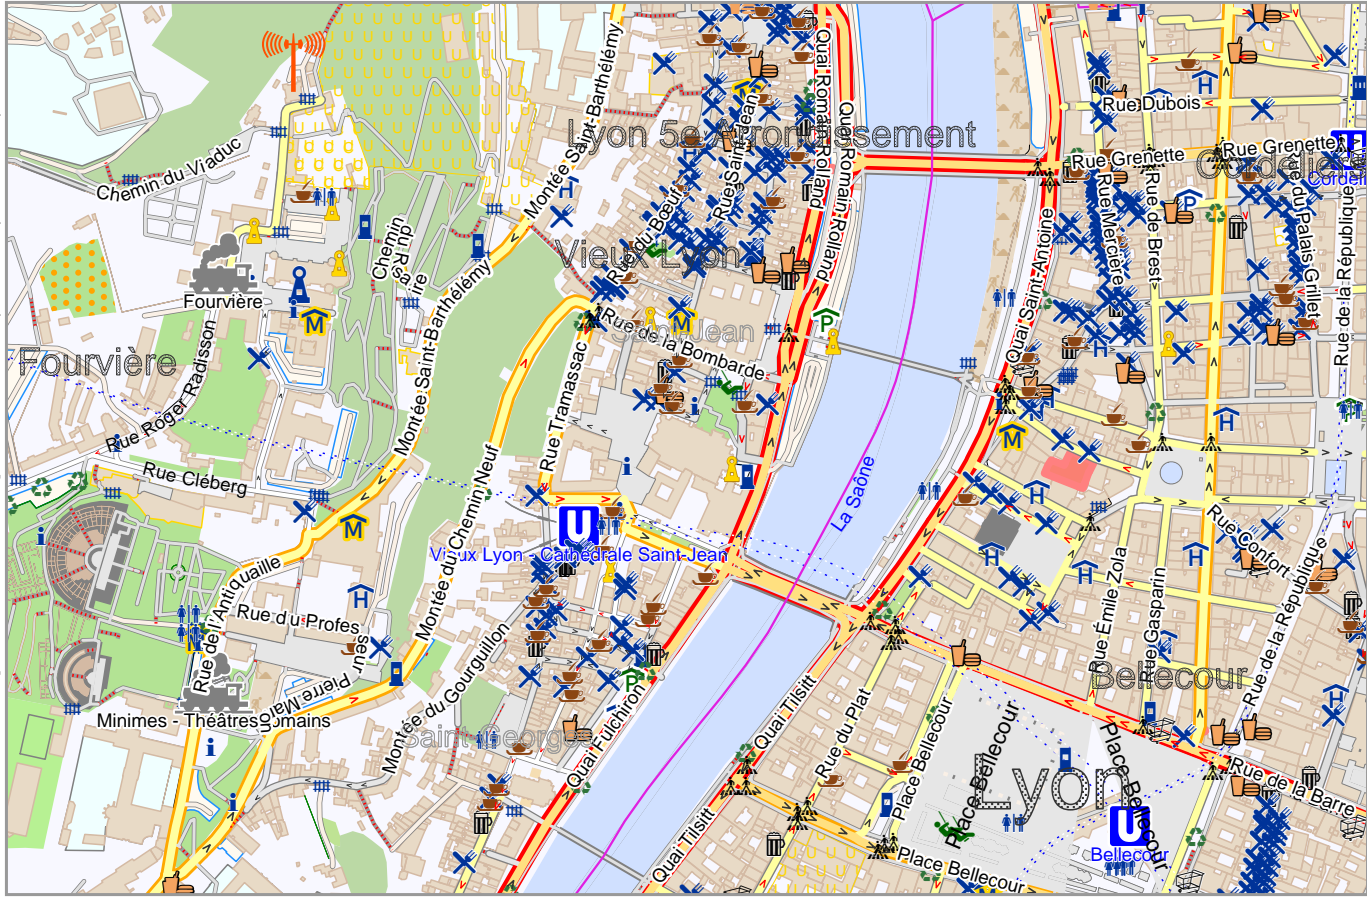 Montée Saint-Barthélémy
Quai Romain Rolland
Quai Romain Rolland
Lyon 5e Arrondissement
Rue Dubois
Rue Grenette
Rue Grenette
Chemin du Viaduc
Rue Saint-Jean
Rue du Bœuf
Rue Mercière
Rue de Brest
Rue du Palais Grillet
Rue de la République
Vieux Lyon
Quai Saint-Antoine
Fourvière
Fourvière
Montée Saint-Barthélémy
Saint Jean
Rue de la Bombarde
Rue Tramassac
Rue Roger Radisson
Rue Cléberg
La Saône
Vieux Lyon - Cathédrale Saint-Jean
Montée du Chemin Neuf
Rue Confort
Rue de l'Antiquaille
Rue du Profes
seur
Pierre Marion
Rue Émile Zola
Rue Gasparin
Rue de la République
Bellecour
Minimes - Théâtres Romains
Montée du Gourguillon
Saint Georges
Quai Fulchiron
Quai Tilsitt
Rue du Plat
Place Bellecour
Place Bellecour
Place Bellecour
Lyon
Rue de la Barre
Quai Tilsitt
Bellecour
Place Bellecour